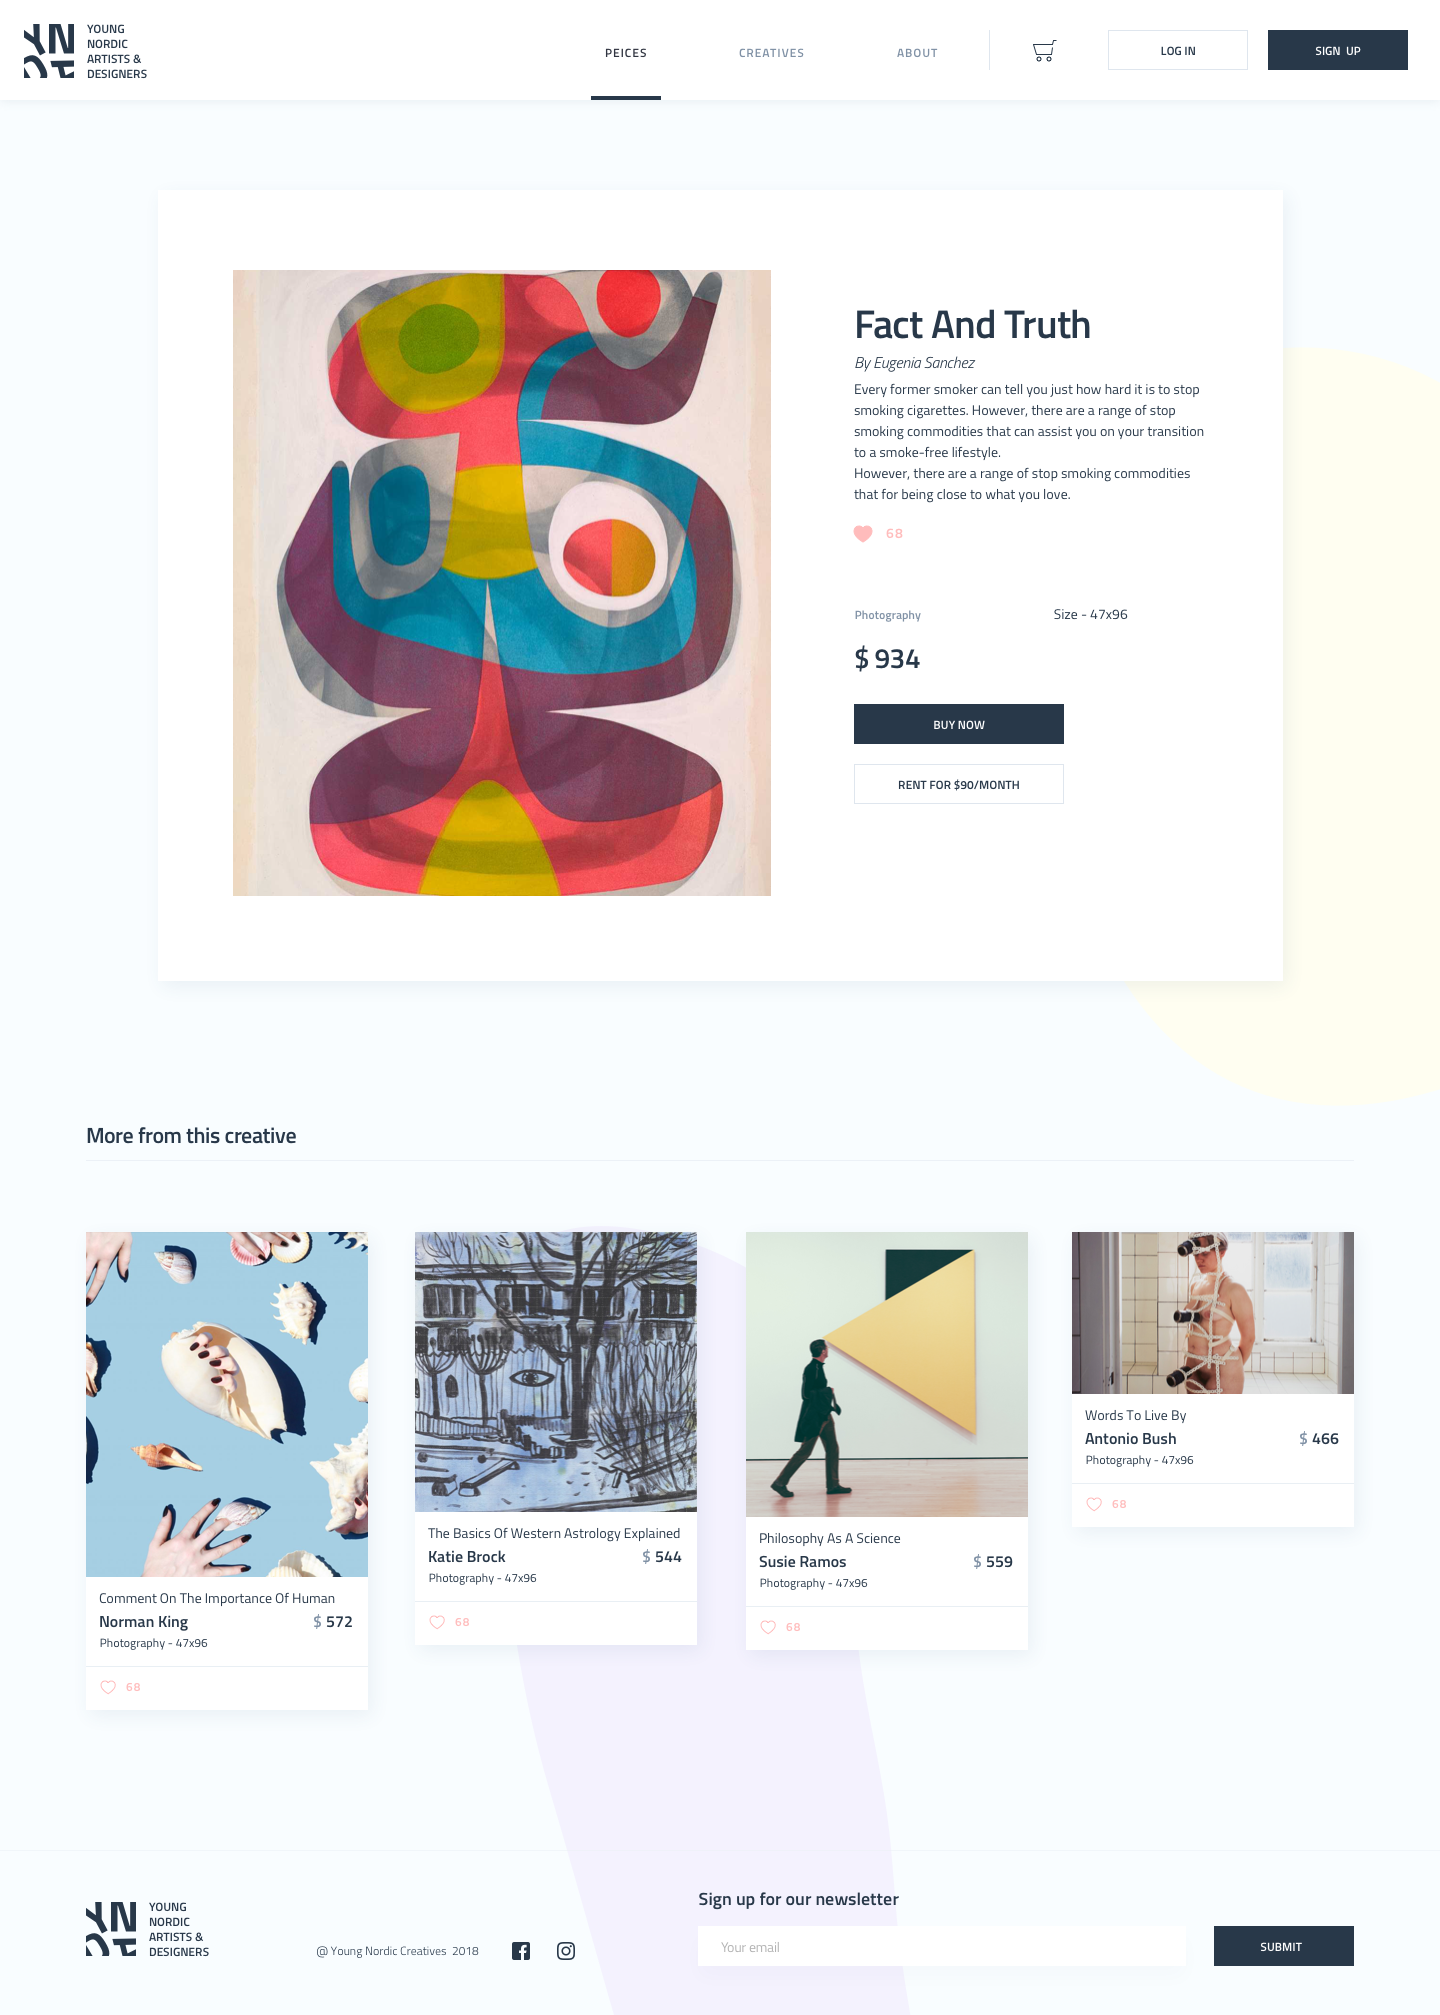 YOUNG
NORDIC
ARTISTS &
DESIGNERS
PEICES
CREATIVES
ABOUT
LOG IN
SIGN UP
Fact And Truth
By Eugenia Sanchez
Every former smoker can tell you just how hard it is to stop
smoking cigarettes. However, there are a range of stop
smoking commodities that can assist you on your transition
to a smoke-free lifestyle.
However, there are a range of stop smoking commodities
that for being close to what you love.
68
Photography
Size - 47x96
$ 934
BUY NOW
RENT FOR $90/MONTH
More from this creative
Comment On The Importance Of Human
Norman King
$ 572
Photography - 47x96
68
The Basics Of Western Astrology Explained
Katie Brock
$ 544
Photography - 47x96
68
Philosophy As A Science
Susie Ramos
$ 559
Photography - 47x96
68
Words To Live By
Antonio Bush
$ 466
Photography - 47x96
68
YOUNG
NORDIC
ARTISTS &
DESIGNERS
@ Young Nordic Creatives 2018
Sign up for our newsletter
Your email
SUBMIT